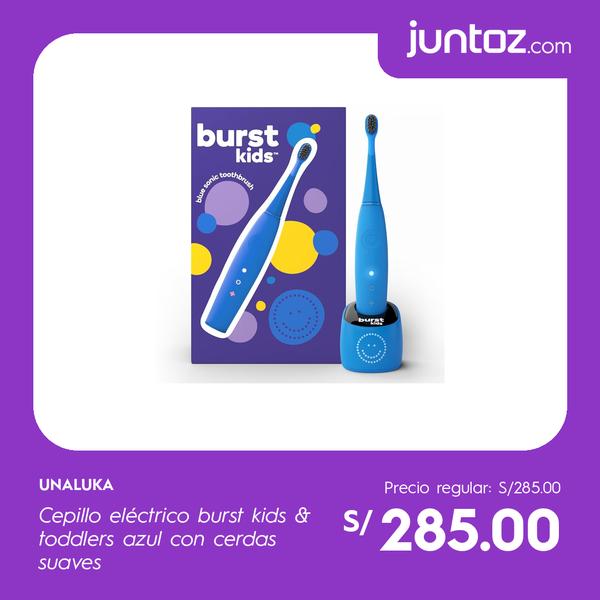 juntoz.com
burst
kids™
blue sonic toothbrush
burst
kids
UNALUKA
Cepillo eléctrico burst kids &
toddlers azul con cerdas
suaves
Precio regular: S/285.00
S/285.00